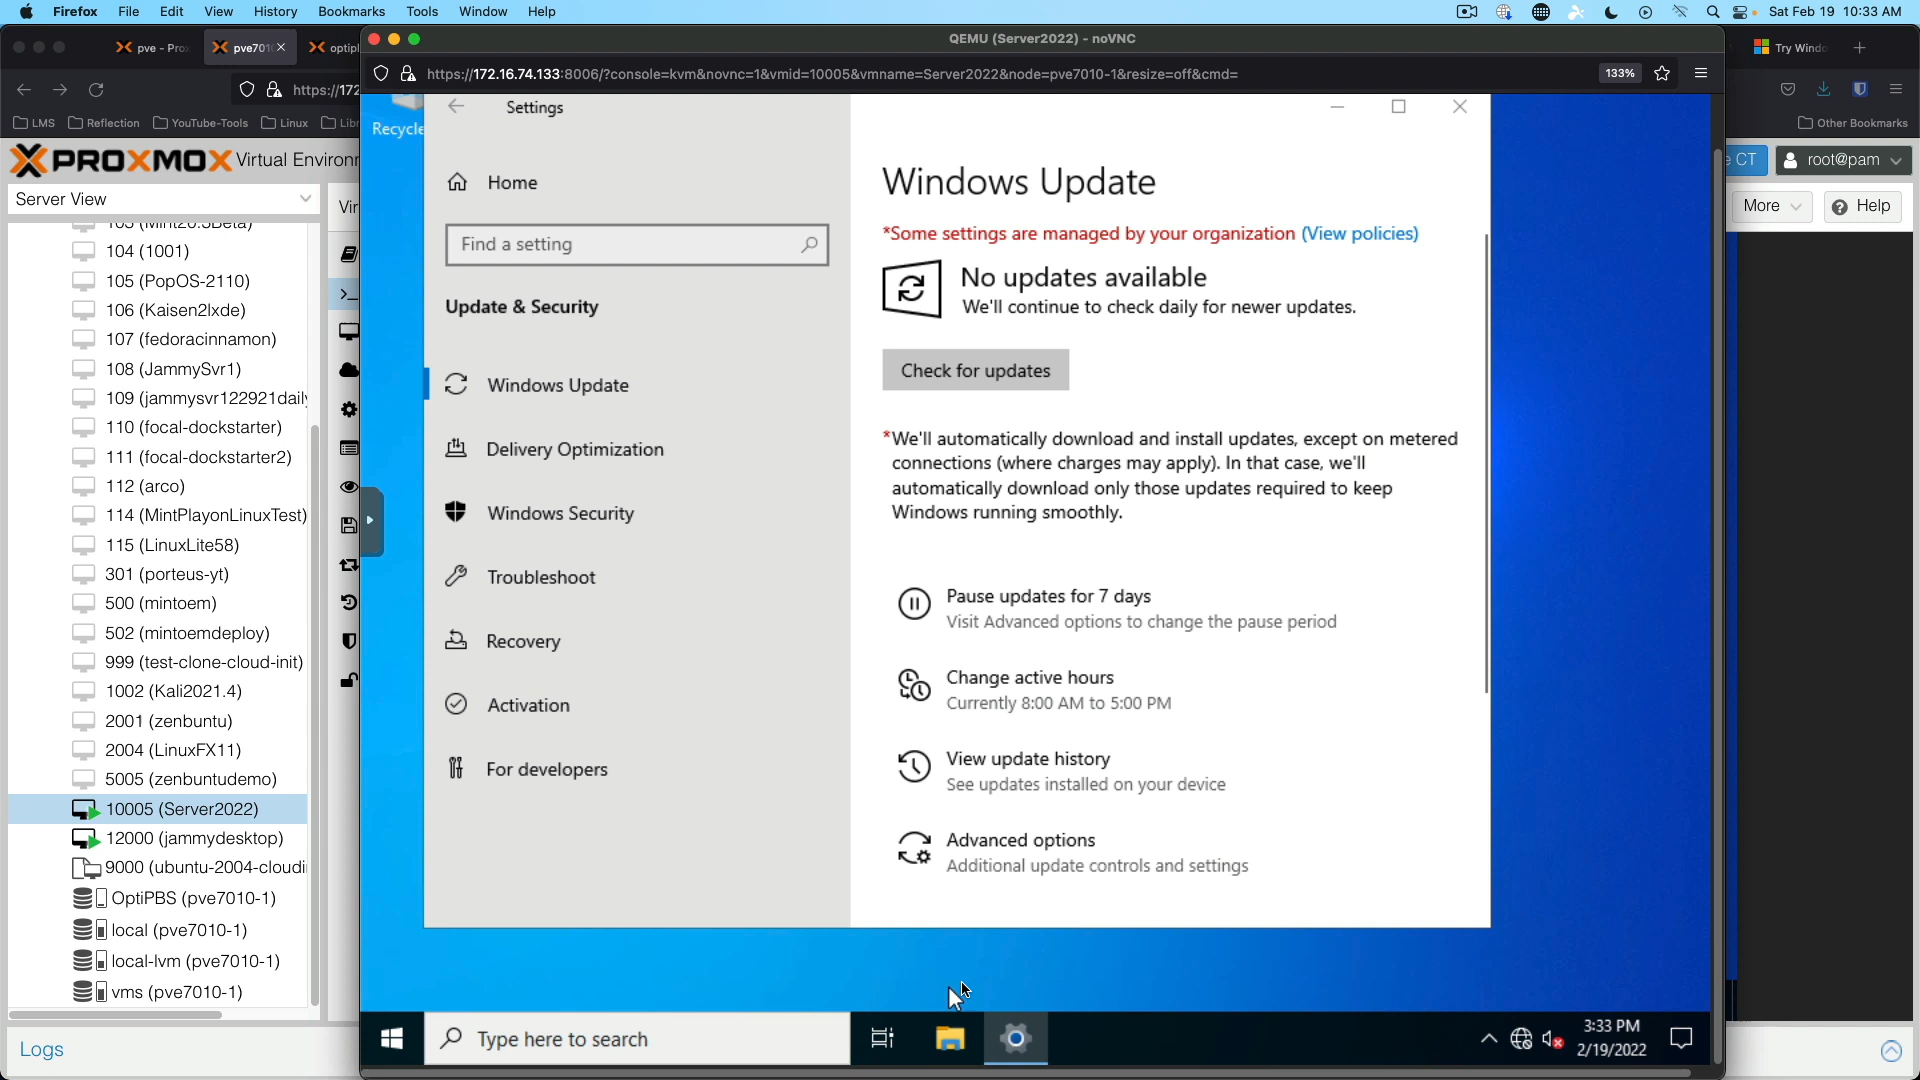 Firefox File Edit View History Bookmarks Tools Window Help
Sat Feb 19 10:33 AM
pve - Pro
pve701
optipl
QEMU (Server2022) - noVNC
Try Windo
https://172
https://172.16.74.133:8006/?console=kvm&novnc=1&vmid=10005&vmname=Server2022&node=pve7010-1&resize=off&cmd=
133%
LMS
Reflection
YouTube-Tools
Linux
Libr
Other Bookmarks
PROXMOX Virtual Environm
CT
root@pam
Server View
Vir
More
Help
103 (Mint20.3Beta)
104 (1001)
105 (PopOS-2110)
106 (Kaisen2lxde)
107 (fedoracinnamon)
108 (JammySvr1)
109 (jammysvr122921daily
110 (focal-dockstarter)
111 (focal-dockstarter2)
112 (arco)
114 (MintPlayonLinuxTest)
115 (LinuxLite58)
301 (porteus-yt)
500 (mintoem)
502 (mintoemdeploy)
999 (test-clone-cloud-init)
1002 (Kali2021.4)
2001 (zenbuntu)
2004 (LinuxFX11)
5005 (zenbuntudemo)
10005 (Server2022)
12000 (jammydesktop)
9000 (ubuntu-2004-cloudi
OptiPBS (pve7010-1)
local (pve7010-1)
local-lvm (pve7010-1)
vms (pve7010-1)
Logs
Recycle
Settings
Home
Find a setting
Update & Security
Windows Update
Delivery Optimization
Windows Security
Troubleshoot
Recovery
Activation
For developers
Windows Update
*Some settings are managed by your organization (View policies)
No updates available
We'll continue to check daily for newer updates.
Check for updates
*We'll automatically download and install updates, except on metered
connections (where charges may apply). In that case, we'll
automatically download only those updates required to keep
Windows running smoothly.
Pause updates for 7 days
Visit Advanced options to change the pause period
Change active hours
Currently 8:00 AM to 5:00 PM
View update history
See updates installed on your device
Advanced options
Additional update controls and settings
Type here to search
3:33 PM
2/19/2022